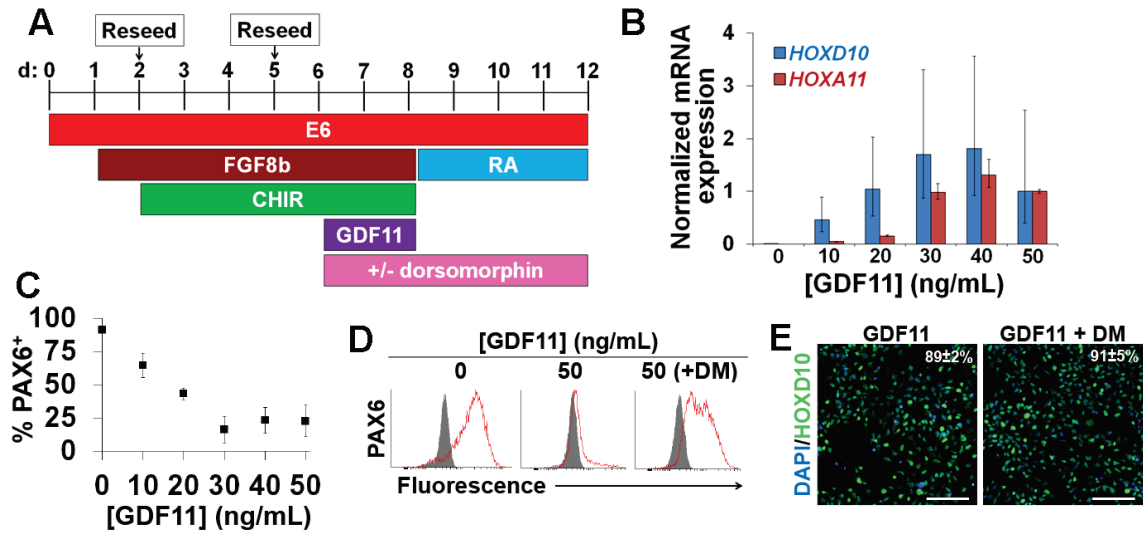 A
Reseed
Reseed
d: 0 1 2 3 4 5 6 7 8 9 10 11 12
E6
FGF8b
RA
CHIR
GDF11
+/- dorsomorphin
B
Normalized mRNA
expression
4
3
2
1
0
HOXD10
HOXA11
0 10 20 30 40 50
[GDF11] (ng/mL)
C
% PAX6+
100
75
50
25
0
0 10 20 30 40 50
[GDF11] (ng/mL)
D
[GDF11] (ng/mL)
0 50 50 (+DM)
PAX6
Fluorescence
E
GDF11
GDF11 + DM
DAPI/HOXD10
89±2%
91±5%